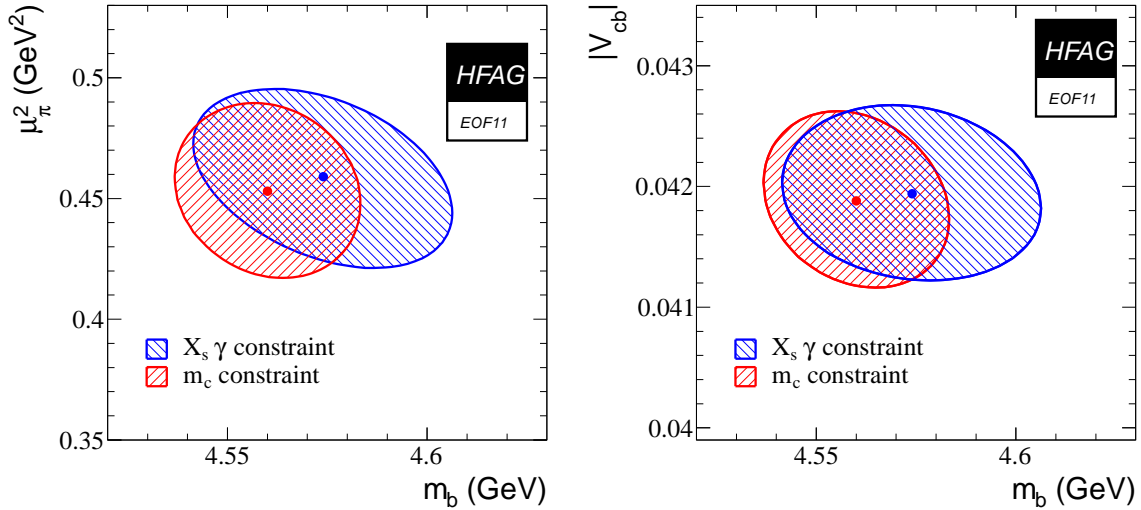 μπ² (GeV²)
0.5
0.45
0.4
0.35
HFAG
EOF11
Xs γ constraint
mc constraint
4.55
4.6
mb (GeV)
|Vcb|
0.043
0.042
0.041
0.04
HFAG
EOF11
Xs γ constraint
mc constraint
4.55
4.6
mb (GeV)